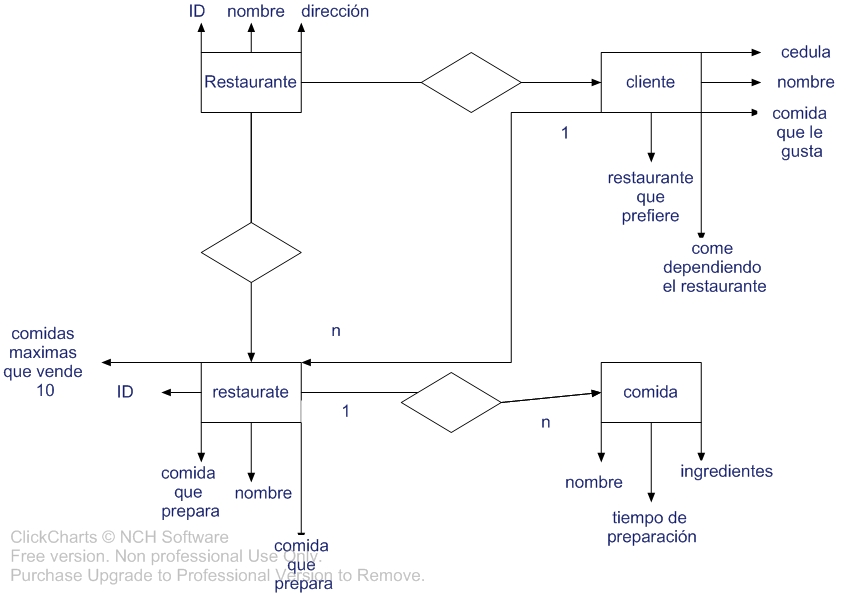 ID
nombre
dirección
Restaurante
cliente
cedula
nombre
comida
que le
gusta
1
restaurante
que
prefiere
come
dependiendo
el restaurante
n
comidas
maximas
que vende
10
ID
restaurate
1
n
comida
comida
que
prepara
nombre
comida
que
prepara
nombre
tiempo de
preparación
ingredientes
ClickCharts © NCH Software
Free version. Non professional Use Only.
Purchase Upgrade to Professional Version to Remove.